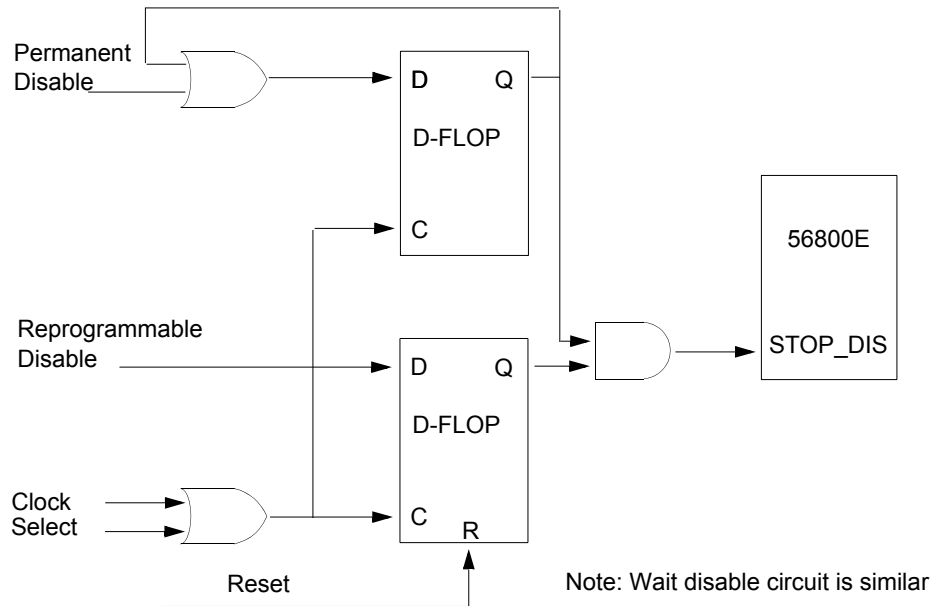 Permanent
Disable
D Q
D-FLOP
C
56800E
STOP_DIS
Reprogrammable
Disable
D Q
D-FLOP
C
R
Clock
Select
Reset
Note: Wait disable circuit is similar